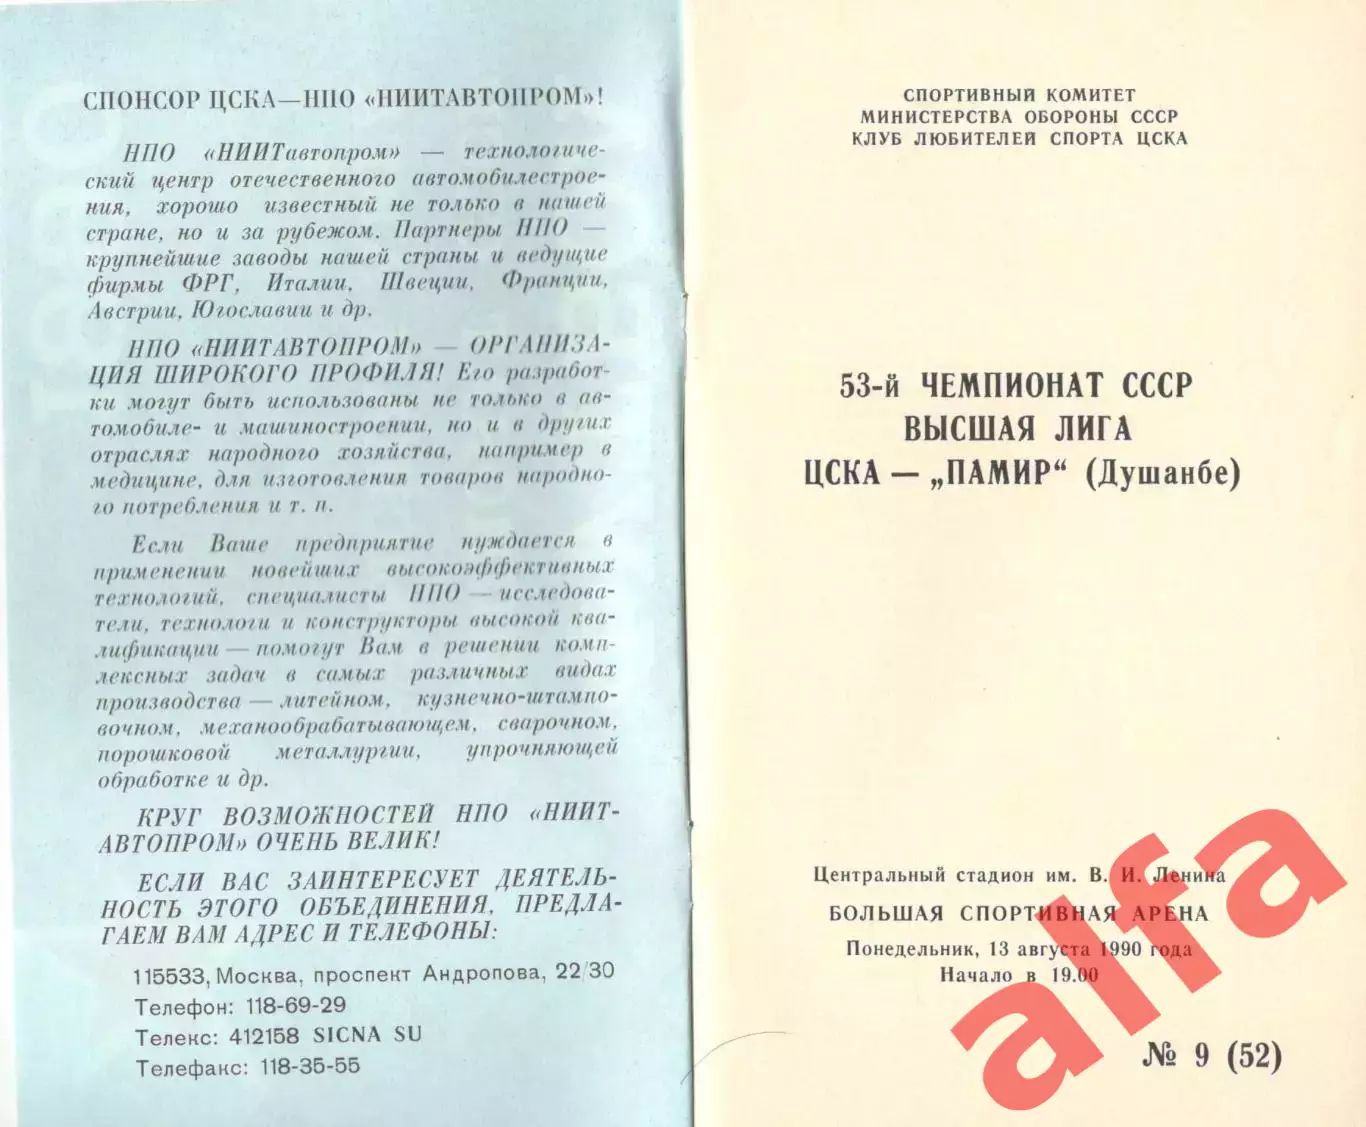 СПОНСОР ЦСКА—НПО «НИИТАВТОПРОМ»!
НПО «НИИТавтопром» — технологиче-
ский центр отечественного автомобилестрое-
ния, хорошо известный не только в нашей
стране, но и за рубежом. Партнеры НПО —
крупнейшие заводы нашей страны и ведущие
фирмы ФРГ, Италии, Швеции, Франции,
Австрии, Югославии и др.
НПО «НИИТАВТОПРОМ» — ОРГАНИЗА-
ЦИЯ ШИРОКОГО ПРОФИЛЯ! Его разработ-
ки могут быть использованы не только в ав-
томобиле- и машиностроении, но и в других
отраслях народного хозяйства, например в
медицине, для изготовления товаров народно-
го потребления и т. п.
Если Ваше предприятие нуждается в
применении новейших высокоэффективных
технологий, специалисты НПО — исследова-
тели, технологи и конструкторы высокой ква-
лификации — помогут Вам в решении комп-
лексных задач в самых различных видах
производства — литейном, кузнечно-штампо-
вочном, механообрабатывающем, сварочном,
порошковой металлургии, упрочняющей
обработке и др.
КРУГ ВОЗМОЖНОСТЕЙ НПО «НИИТ-
АВТОПРОМ» ОЧЕНЬ ВЕЛИК!
ЕСЛИ ВАС ЗАИНТЕРЕСУЕТ ДЕЯТЕЛЬ-
НОСТЬ ЭТОГО ОБЪЕДИНЕНИЯ, ПРЕДЛА-
ГАЕМ ВАМ АДРЕС И ТЕЛЕФОНЫ:
115533, Москва, проспект Андропова, 22/30
Телефон: 118-69-29
Телекс: 412158 SICNA SU
Телефакс: 118-35-55
СПОРТИВНЫЙ КОМИТЕТ
МИНИСТЕРСТВА ОБОРОНЫ СССР
КЛУБ ЛЮБИТЕЛЕЙ СПОРТА ЦСКА
53-й ЧЕМПИОНАТ СССР
ВЫСШАЯ ЛИГА
ЦСКА — „ПАМИР“ (Душанбе)
Центральный стадион им. В. И. Ленина
БОЛЬШАЯ СПОРТИВНАЯ АРЕНА
Понедельник, 13 августа 1990 года
Начало в 19.00
№ 9 (52)
alfa